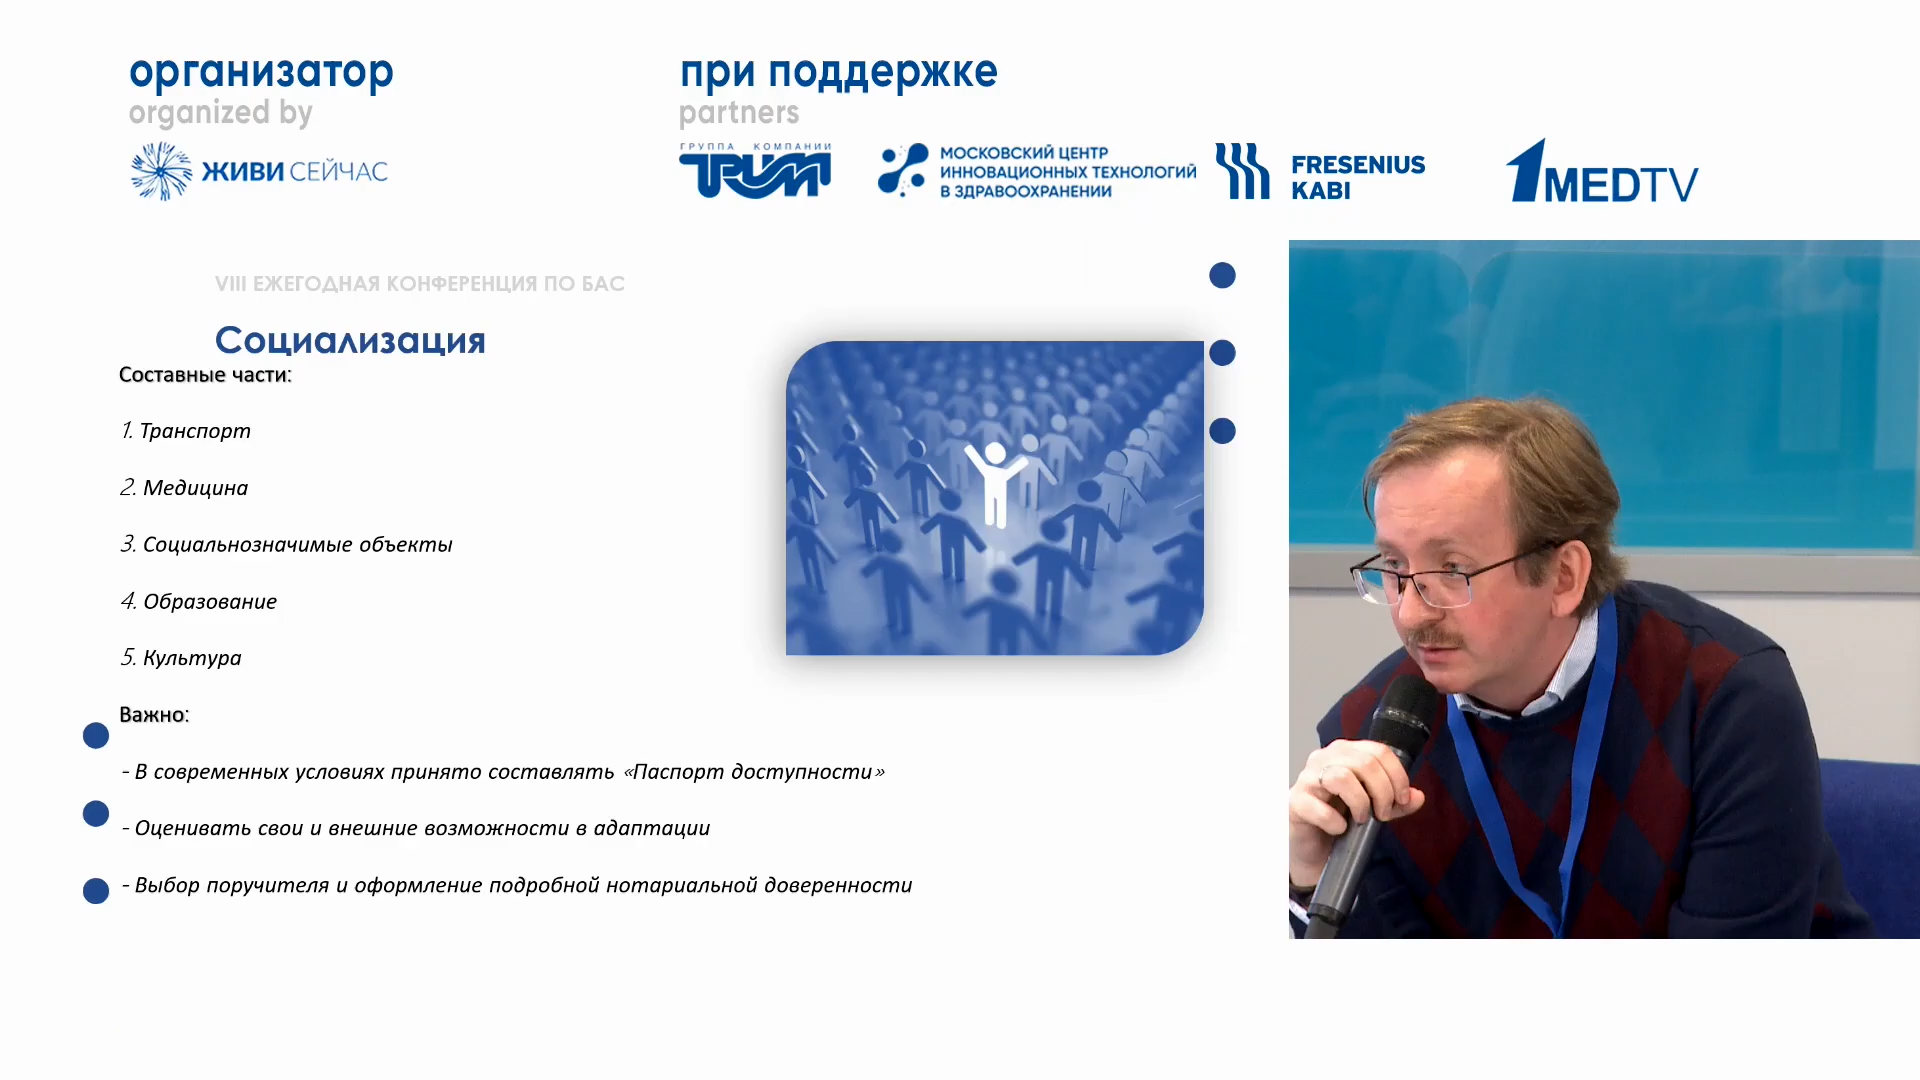 организатор
organized by
ЖИВИ СЕЙЧАС
при поддержке
partners
ГРУППА КОМПАНИИ
ТРИМ
МОСКОВСКИЙ ЦЕНТР
ИННОВАЦИОННЫХ ТЕХНОЛОГИЙ
В ЗДРАВООХРАНЕНИИ
FRESENIUS
KABI
1MEDTV
VIII ЕЖЕГОДНАЯ КОНФЕРЕНЦИЯ ПО БАС
Социализация
Составные части:
1. Транспорт
2. Медицина
3. Социальнозначимые объекты
4. Образование
5. Культура
Важно:
- В современных условиях принято составлять «Паспорт доступности»
- Оценивать свои и внешние возможности в адаптации
- Выбор поручителя и оформление подробной нотариальной доверенности